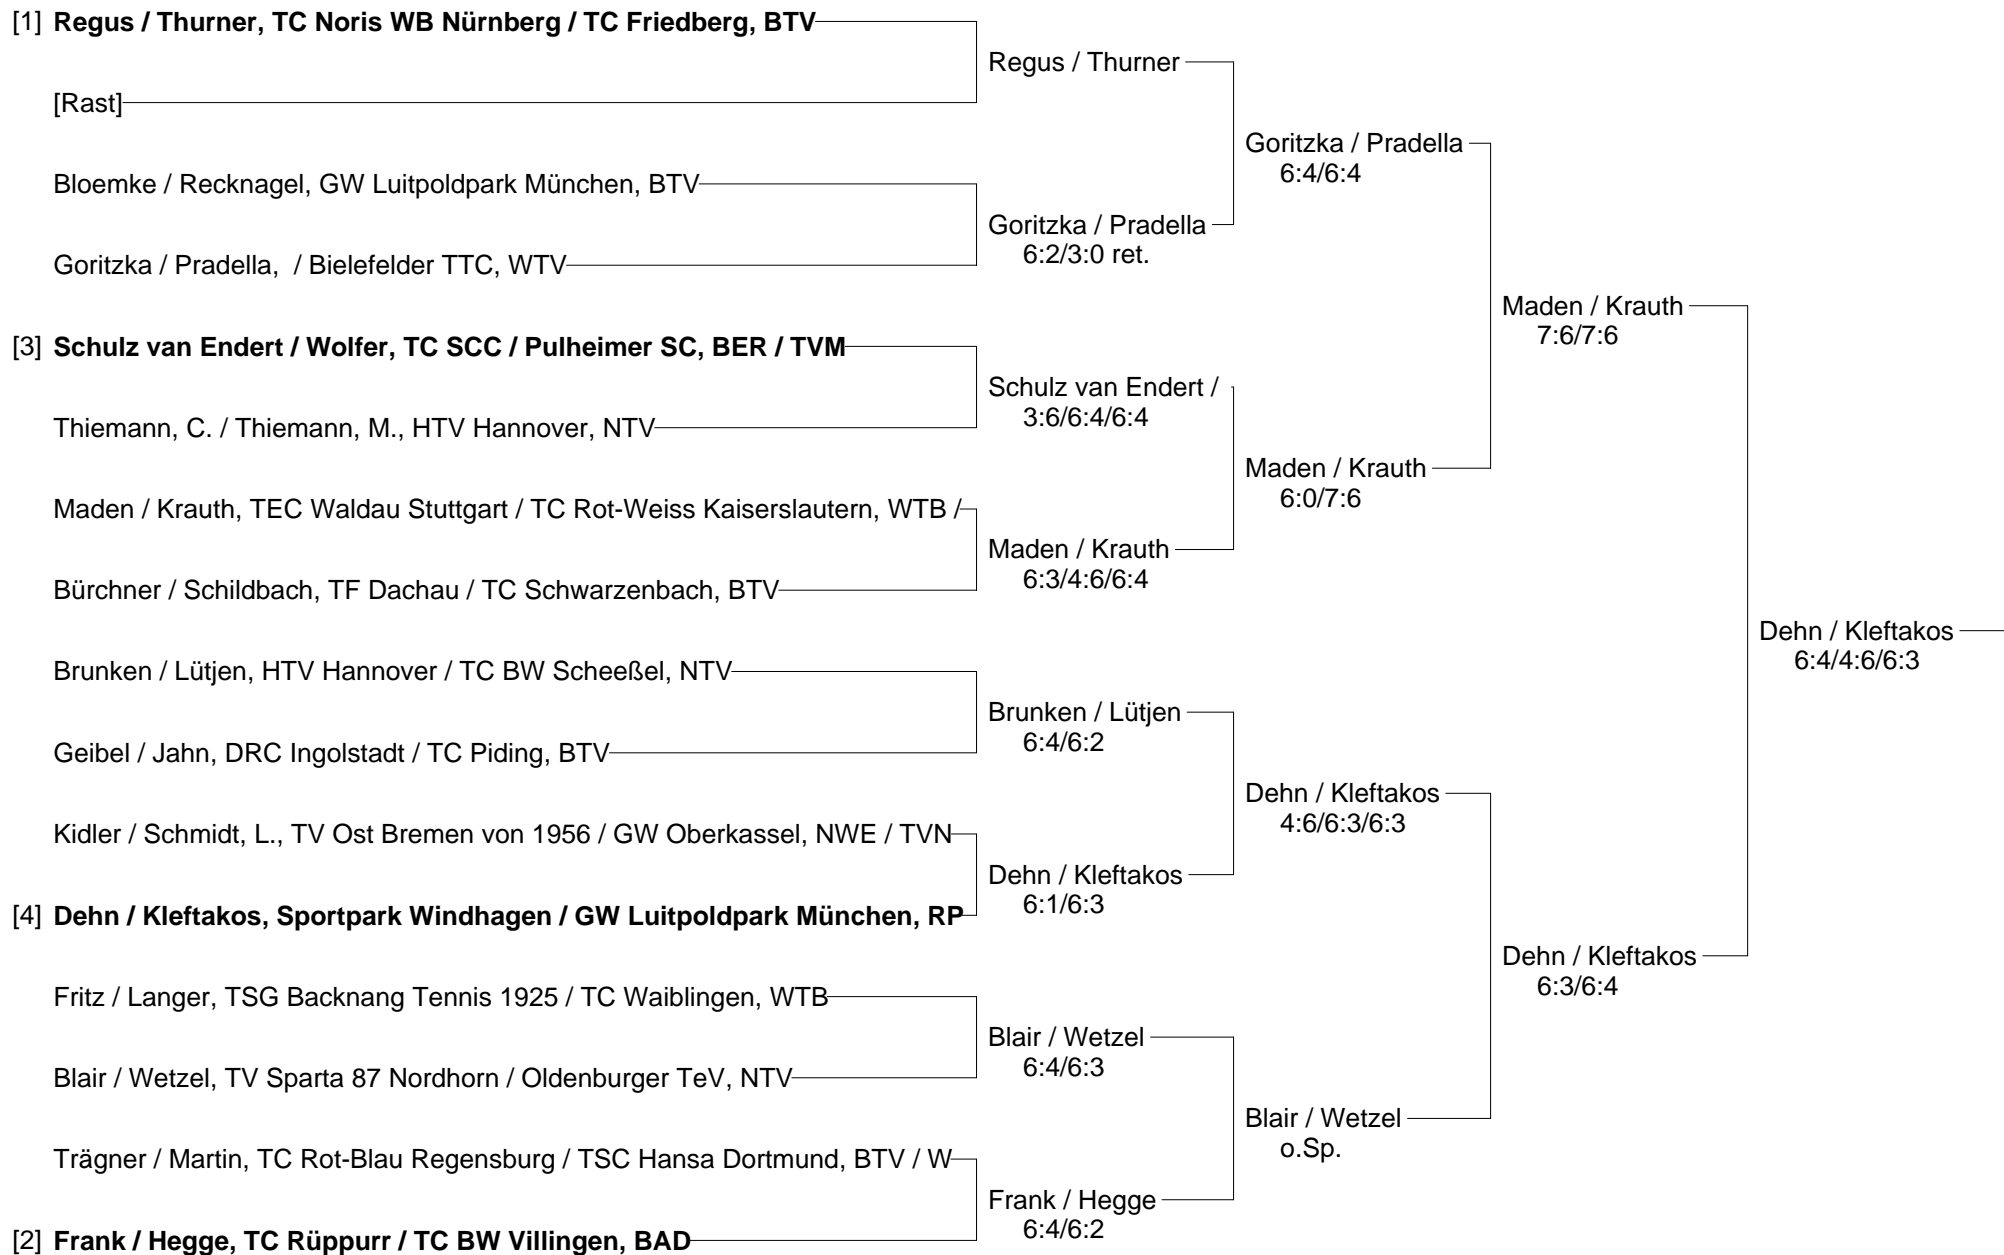 [1] Regus / Thurner, TC Noris WB Nürnberg / TC Friedberg, BTV
Regus / Thurner
[Rast]
Goritzka / Pradella
6:4/6:4
Bloemke / Recknagel, GW Luitpoldpark München, BTV
Goritzka / Pradella
6:2/3:0 ret.
Goritzka / Pradella, / Bielefelder TTC, WTV
Maden / Krauth
7:6/7:6
[3] Schulz van Endert / Wolfer, TC SCC / Pulheimer SC, BER / TVM
Schulz van Endert /
3:6/6:4/6:4
Thiemann, C. / Thiemann, M., HTV Hannover, NTV
Maden / Krauth
6:0/7:6
Maden / Krauth, TEC Waldau Stuttgart / TC Rot-Weiss Kaiserslautern, WTB /
Maden / Krauth
6:3/4:6/6:4
Bürchner / Schildbach, TF Dachau / TC Schwarzenbach, BTV
Dehn / Kleftakos
6:4/4:6/6:3
Brunken / Lütjen, HTV Hannover / TC BW Scheeßel, NTV
Brunken / Lütjen
6:4/6:2
Geibel / Jahn, DRC Ingolstadt / TC Piding, BTV
Dehn / Kleftakos
4:6/6:3/6:3
Kidler / Schmidt, L., TV Ost Bremen von 1956 / GW Oberkassel, NWE / TVN
Dehn / Kleftakos
6:1/6:3
[4] Dehn / Kleftakos, Sportpark Windhagen / GW Luitpoldpark München, RP
Dehn / Kleftakos
6:3/6:4
Fritz / Langer, TSG Backnang Tennis 1925 / TC Waiblingen, WTB
Blair / Wetzel
6:4/6:3
Blair / Wetzel, TV Sparta 87 Nordhorn / Oldenburger TeV, NTV
Blair / Wetzel
o.Sp.
Trägner / Martin, TC Rot-Blau Regensburg / TSC Hansa Dortmund, BTV / W
Frank / Hegge
6:4/6:2
[2] Frank / Hegge, TC Rüppurr / TC BW Villingen, BAD